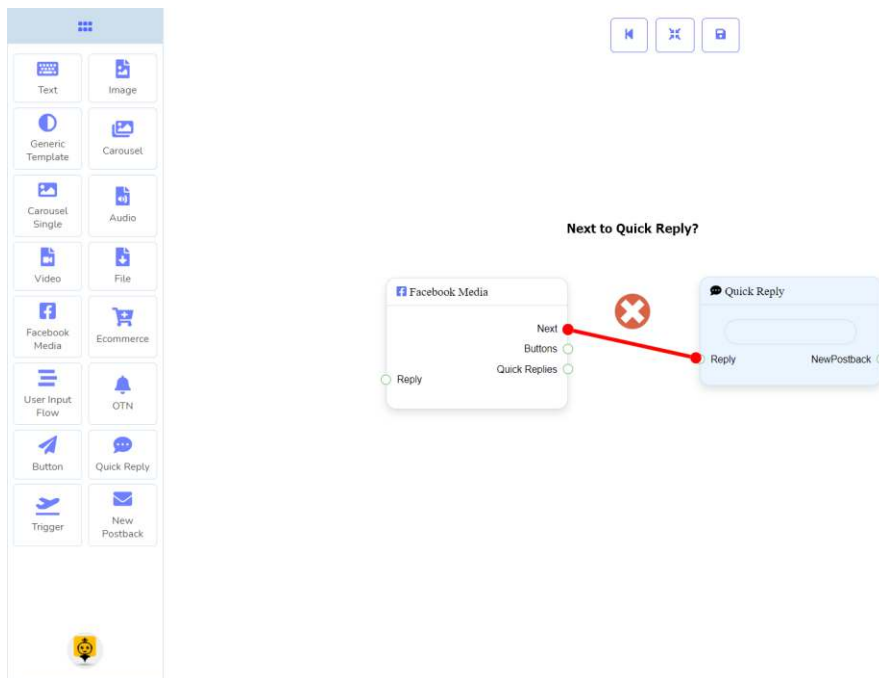 Text
Image
Generic
Template
Carousel
Carousel
Single
Audio
Video
File
Facebook
Media
Ecommerce
User Input
Flow
OTN
Button
Quick Reply
Trigger
New
Postback
Next to Quick Reply?
Facebook Media
Next
Buttons
Quick Replies
Reply
Quick Reply
Reply
NewPostback